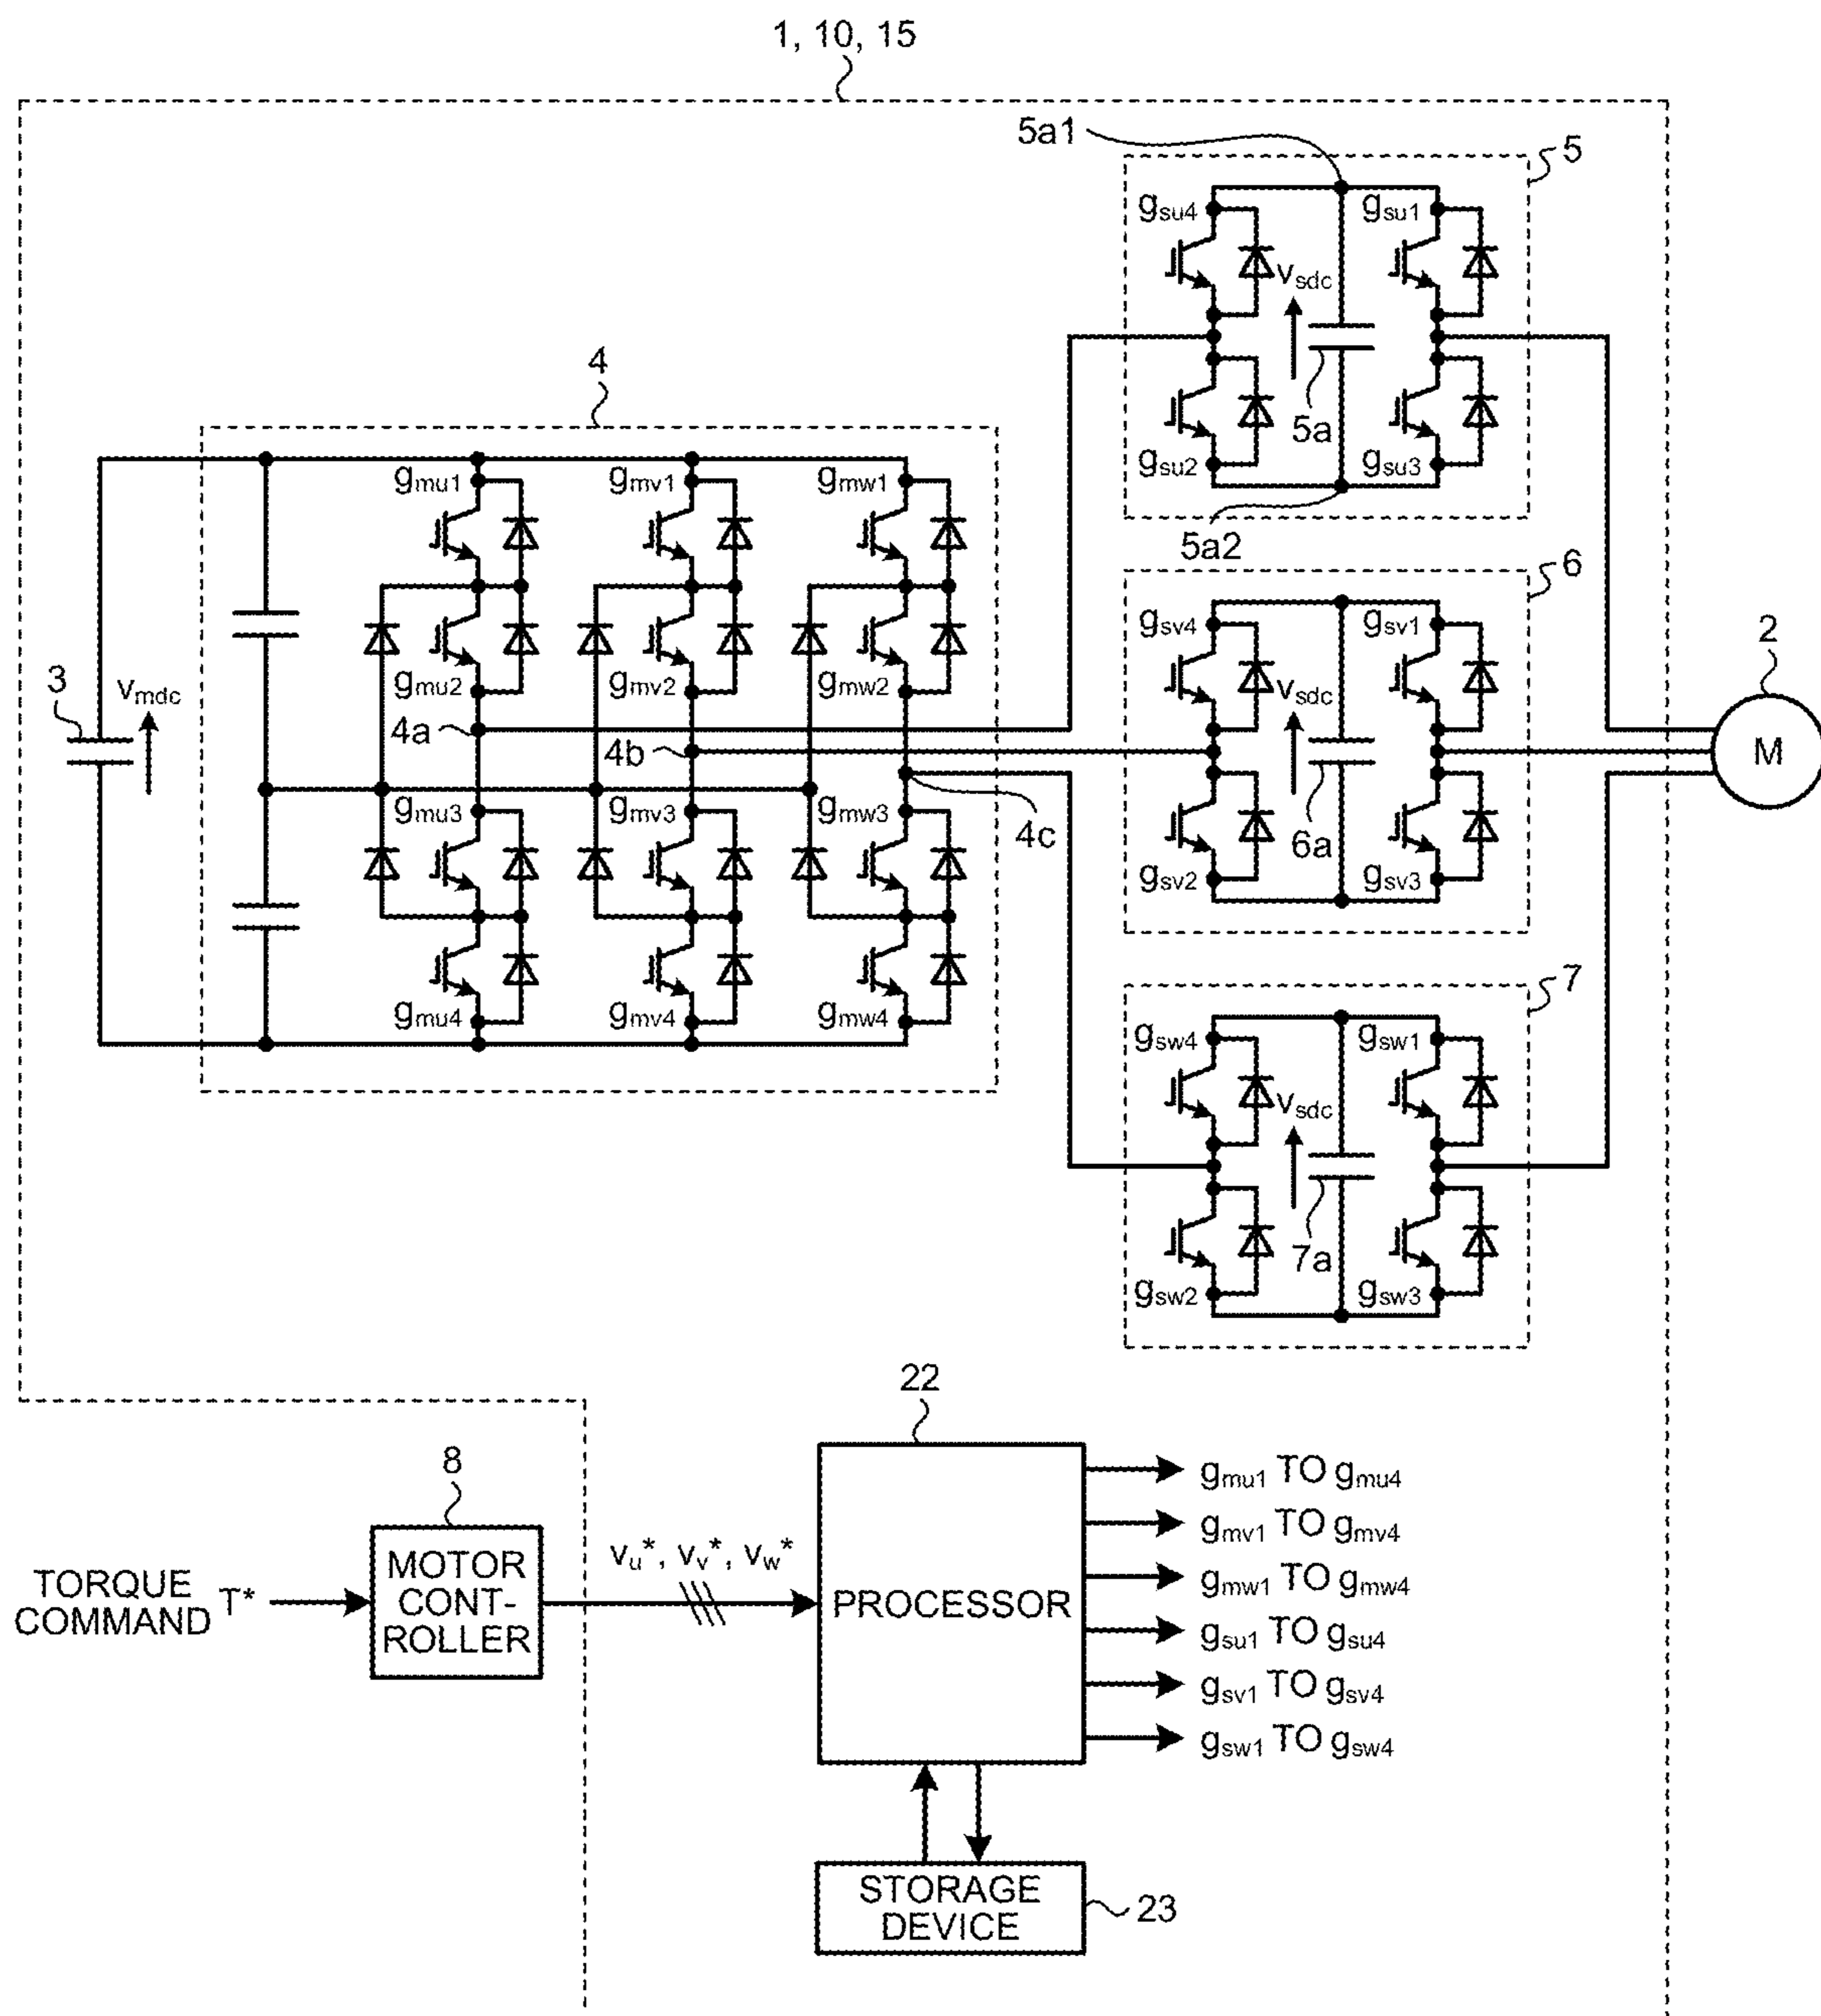 1, 10, 15
5a1
5
gsu4
gsu1
vsdc
5a
gsu2
gsu3
5a2
4
gmu1
gmv1
gmw1
gmu2
gmv2
gmw2
3
vmdc
4a
4b
4c
gmu3
gmv3
gmw3
gmu4
gmv4
gmw4
6
gsv4
gsv1
vsdc
6a
gsv2
gsv3
2
M
7
gsw4
gsw1
vsdc
7a
gsw2
gsw3
TORQUE
COMMAND T*
8
MOTOR
CONT-
ROLLER
vu*, vv*, vw*
22
PROCESSOR
gmu1 TO gmu4
gmv1 TO gmv4
gmw1 TO gmw4
gsu1 TO gsu4
gsv1 TO gsv4
gsw1 TO gsw4
STORAGE
DEVICE
23